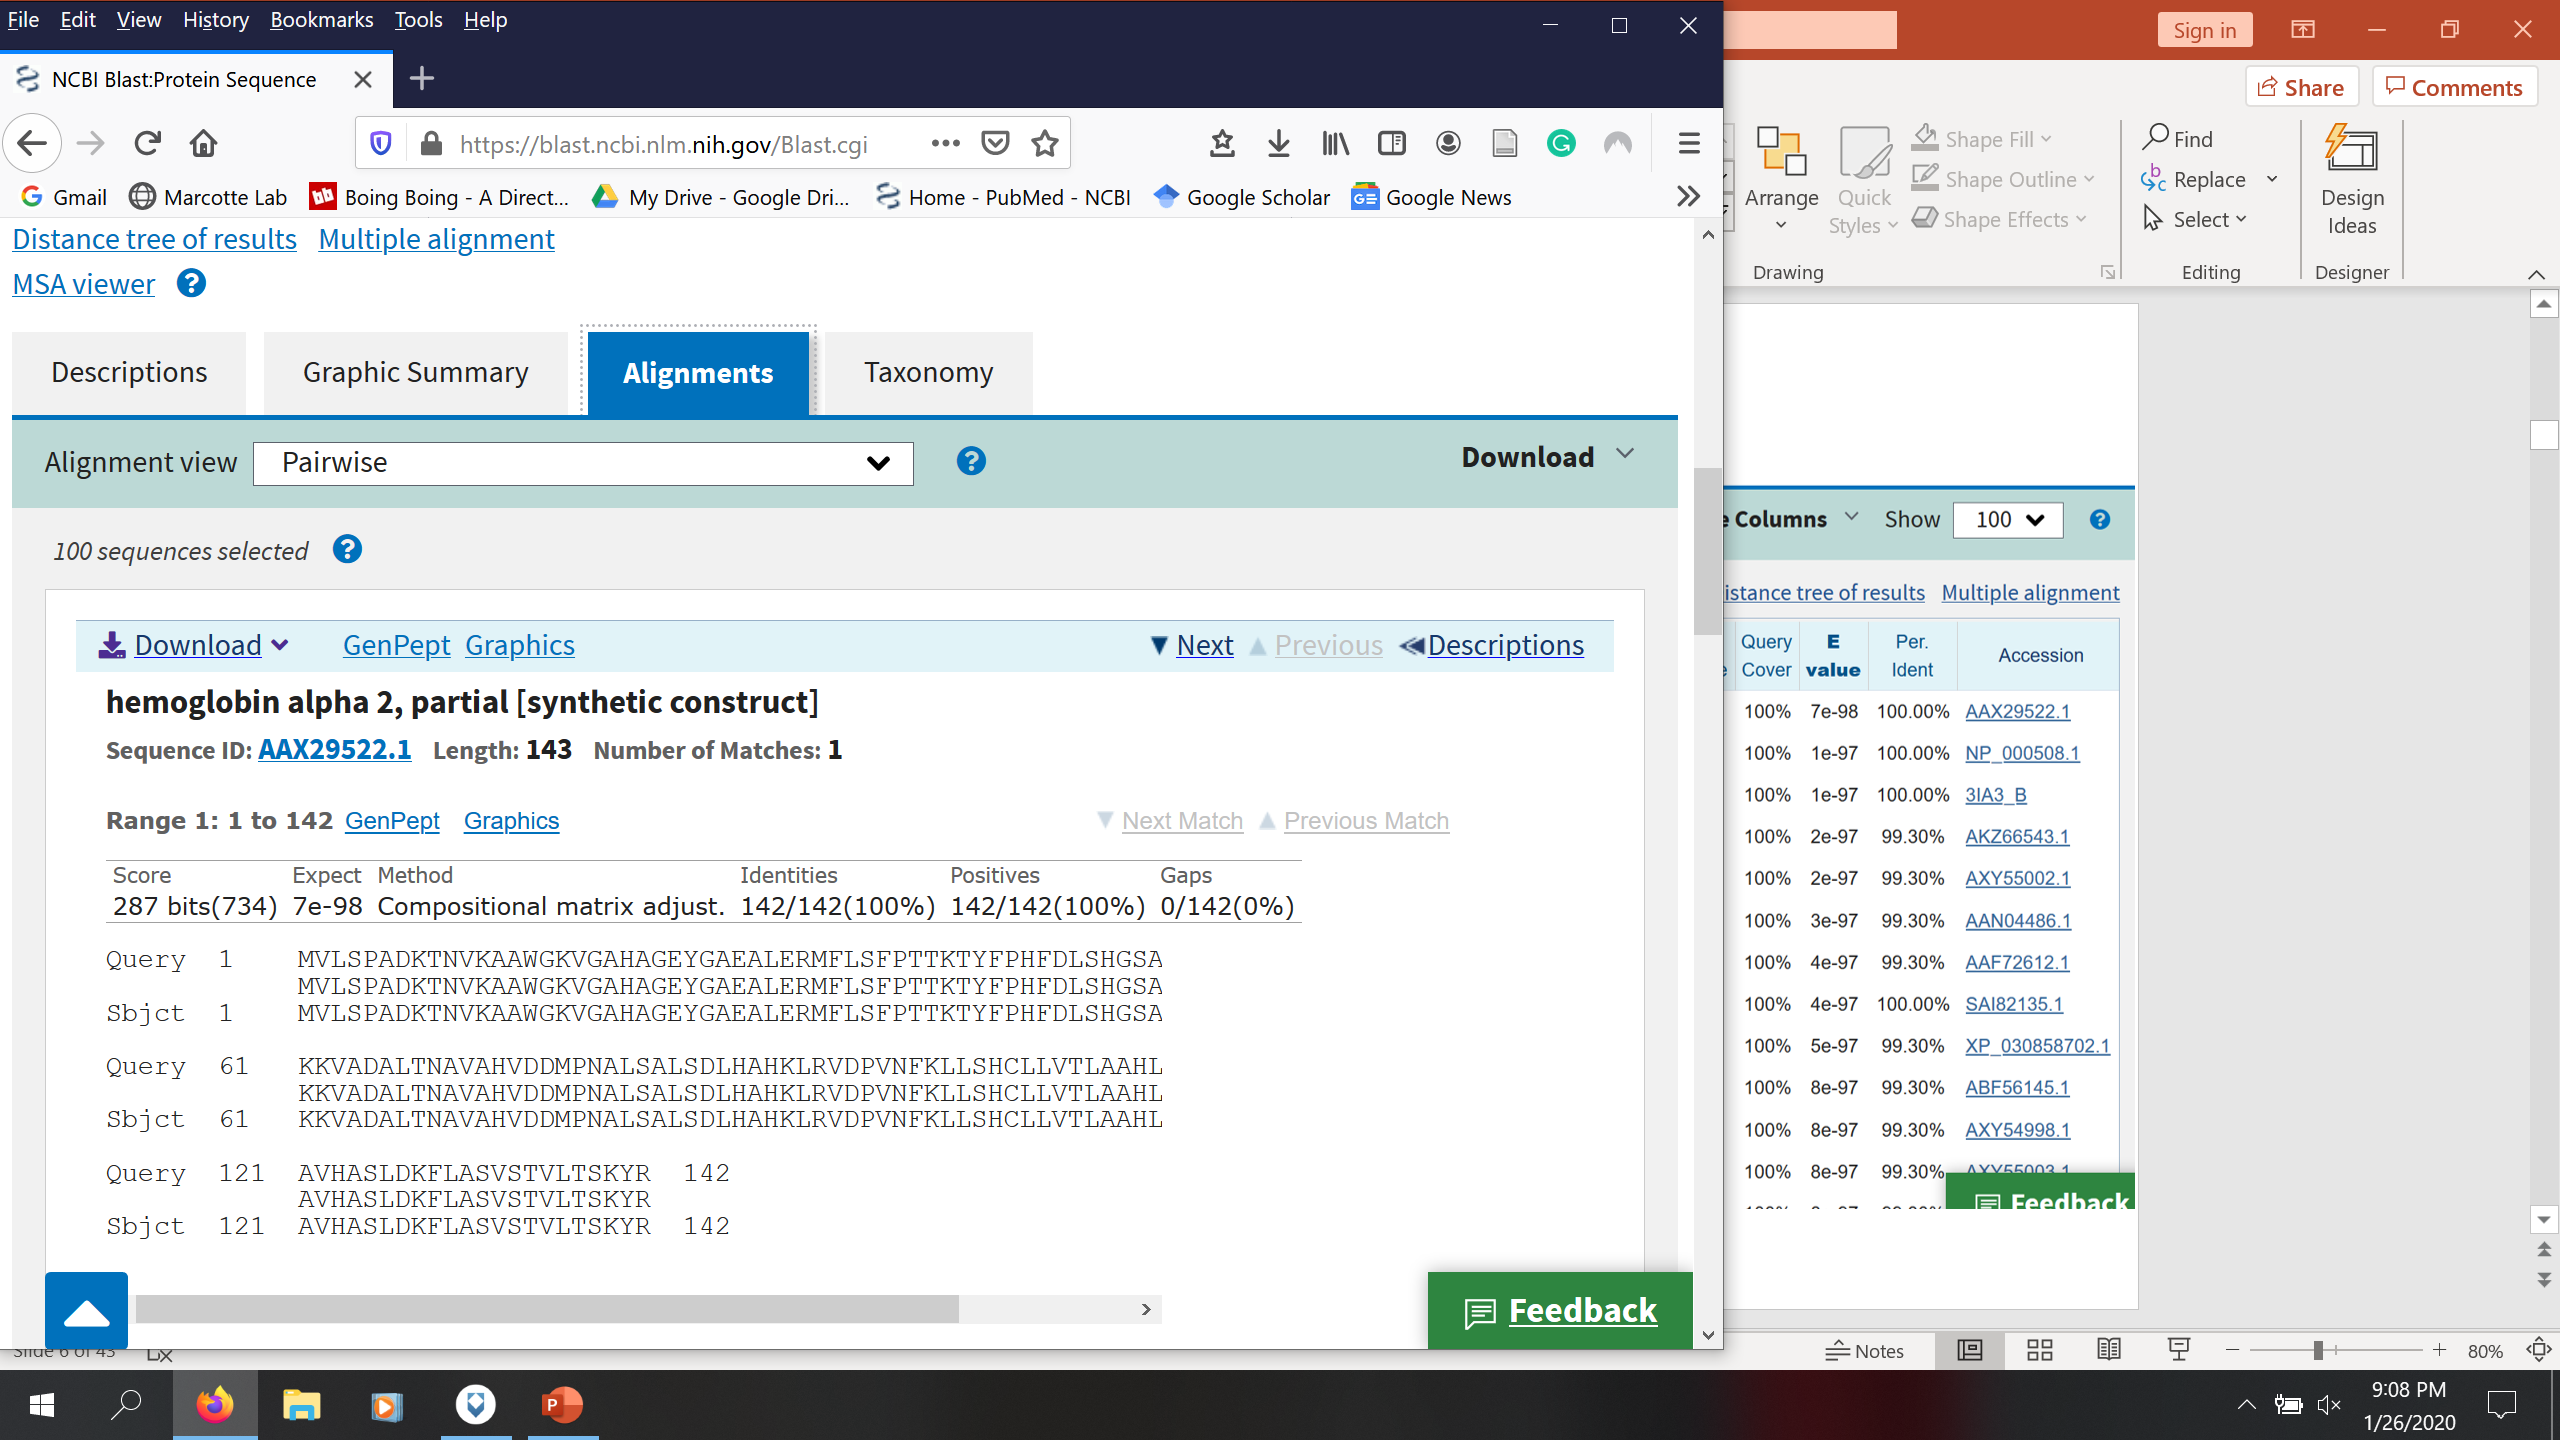 File Edit View History Bookmarks Tools Help
Sign in
NCBI Blast:Protein Sequence
Share Comments
https://blast.ncbi.nlm.nih.gov/Blast.cgi
Gmail Marcotte Lab Boing Boing - A Direct... My Drive - Google Dri... Home - PubMed - NCBI Google Scholar Google News
Arrange
Quick Styles
Shape Fill
Shape Outline
Shape Effects
Find
Replace
Select
Design Ideas
Drawing Editing Designer
Distance tree of results Multiple alignment
MSA viewer
Descriptions Graphic Summary Alignments Taxonomy
Alignment view Pairwise Download
100 sequences selected
Download GenPept Graphics Next Previous Descriptions
hemoglobin alpha 2, partial [synthetic construct]
Sequence ID: AAX29522.1 Length: 143 Number of Matches: 1
Range 1: 1 to 142 GenPept Graphics Next Match Previous Match
Score Expect Method Identities Positives Gaps
287 bits(734) 7e-98 Compositional matrix adjust. 142/142(100%) 142/142(100%) 0/142(0%)
Query 1 MVLSPADKTNVKAAWGKVGAHAGEYGAEALERMFLSFPTTKTYFPHFDLSHGSA
MVLSPADKTNVKAAWGKVGAHAGEYGAEALERMFLSFPTTKTYFPHFDLSHGSA
Sbjct 1 MVLSPADKTNVKAAWGKVGAHAGEYGAEALERMFLSFPTTKTYFPHFDLSHGSA
Query 61 KKVADALTNAVAHVDDMPNALSALSDLHAHKLRVDPVNFKLLSHCLLVTLAAHL
KKVADALTNAVAHVDDMPNALSALSDLHAHKLRVDPVNFKLLSHCLLVTLAAHL
Sbjct 61 KKVADALTNAVAHVDDMPNALSALSDLHAHKLRVDPVNFKLLSHCLLVTLAAHL
Query 121 AVHASLDKFLASVSTVLTSKYR 142
AVHASLDKFLASVSTVLTSKYR
Sbjct 121 AVHASLDKFLASVSTVLTSKYR 142
Feedback
e Columns Show 100
istance tree of results Multiple alignment
Query Cover E value Per. Ident Accession
100% 7e-98 100.00% AAX29522.1
100% 1e-97 100.00% NP_000508.1
100% 1e-97 100.00% 3IA3_B
100% 2e-97 99.30% AKZ66543.1
100% 2e-97 99.30% AXY55002.1
100% 3e-97 99.30% AAN04486.1
100% 4e-97 99.30% AAF72612.1
100% 4e-97 100.00% SAI82135.1
100% 5e-97 99.30% XP_030858702.1
100% 8e-97 99.30% ABF56145.1
100% 8e-97 99.30% AXY54998.1
100% 8e-97 99.30% AXY55003.1
Feedback
Slide 6 of 43
Notes 80%
9:08 PM
1/26/2020